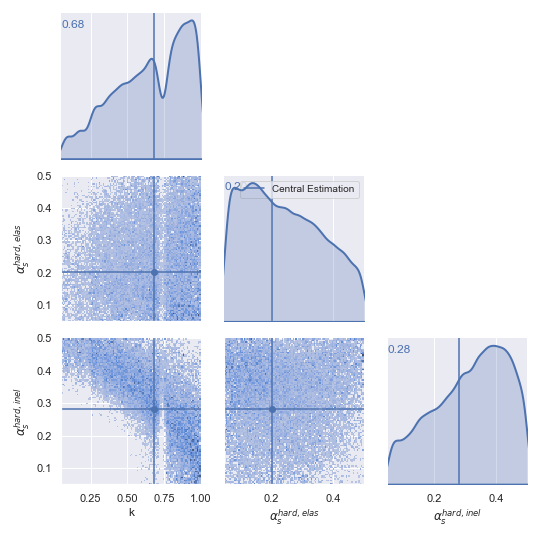 0.68
0.5
0.4
0.3
0.2
0.1
α_s^{hard, elas}
0.2
Central Estimation
0.5
0.4
0.3
0.2
0.1
α_s^{hard, inel}
0.28
0.25 0.50 0.75 1.00
k
0.2 0.4
α_s^{hard, elas}
0.2 0.4
α_s^{hard, inel}